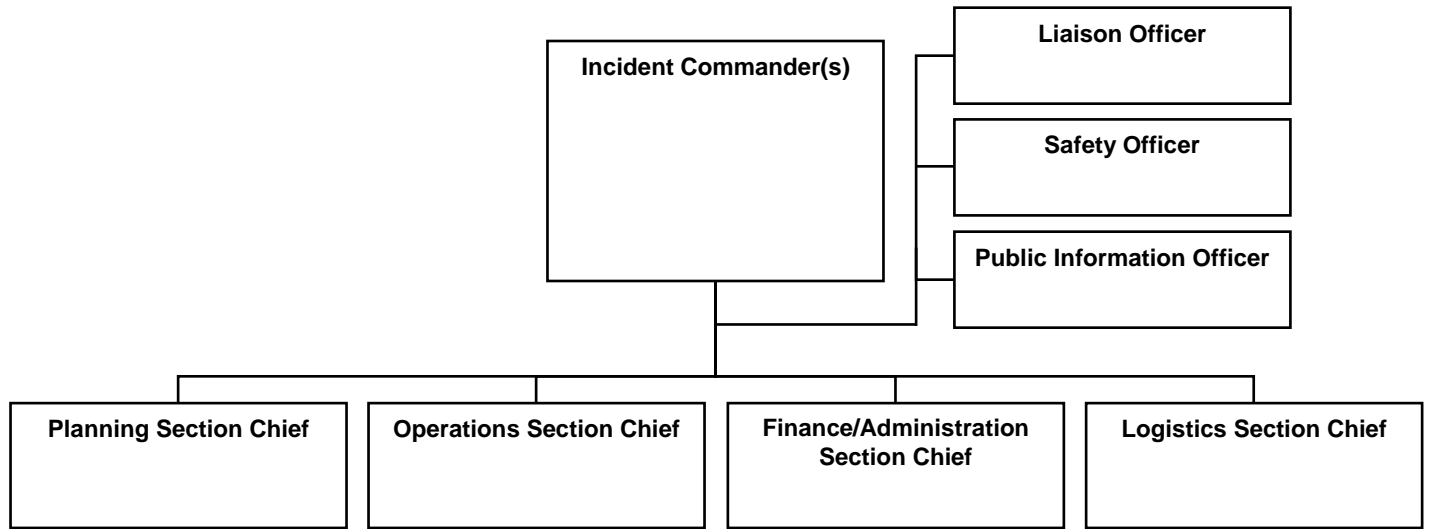 Incident Commander(s)
Liaison Officer
Safety Officer
Public Information Officer
Planning Section Chief
Operations Section Chief
Finance/Administration
Section Chief
Logistics Section Chief